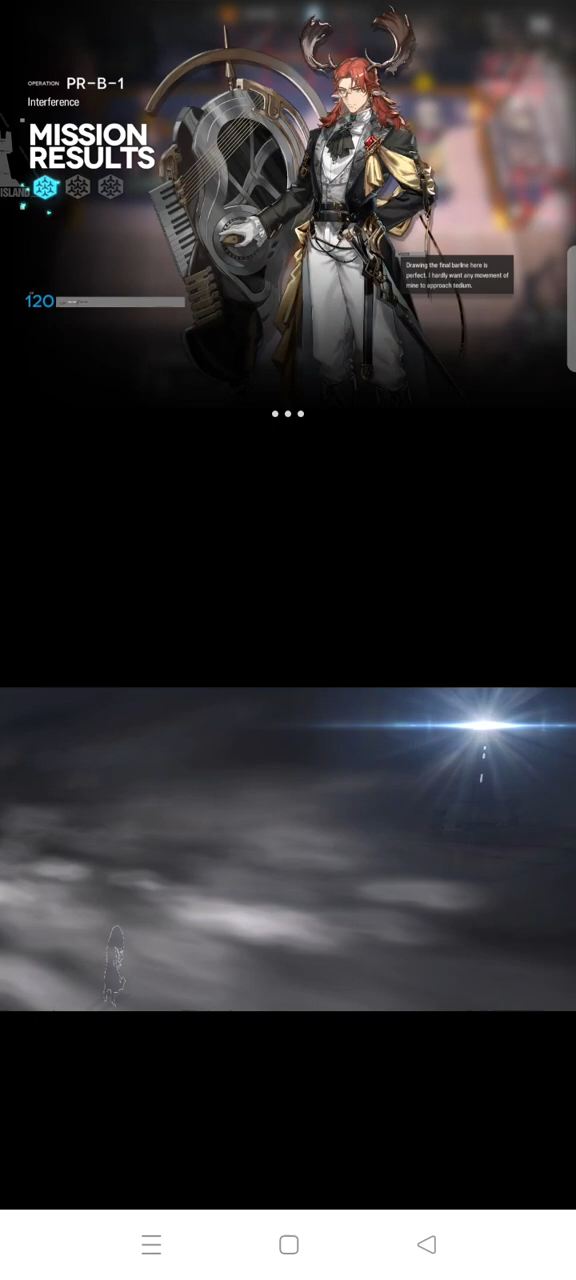 OPERATION PR-B-1
Interference
MISSION
RESULTS
ISLAND
120
Drawing the final barline here is
perfect. I hardly want any movement of
mine to approach tedium.